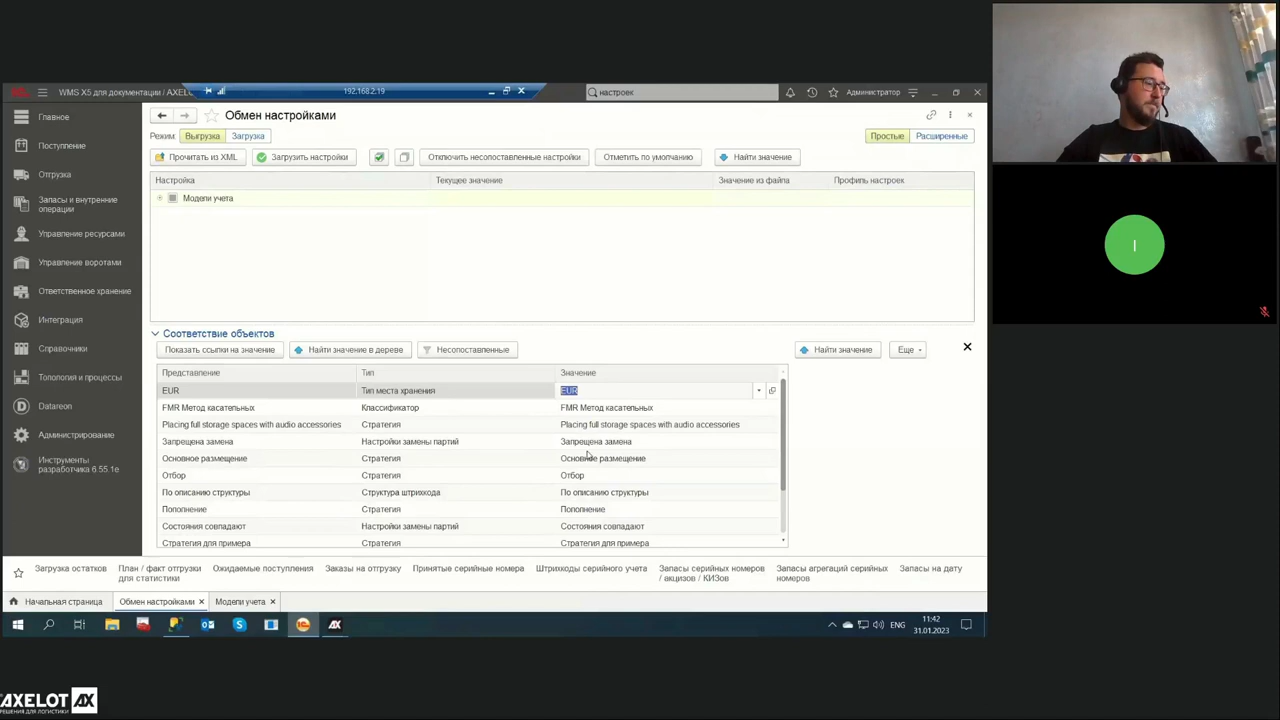 WMS X5 для документации / AXELO
192.168.2.19
настроек
Администратор
Главное
Поступление
Отгрузка
Запасы и внутренние
операции
Управление ресурсами
Управление воротами
Ответственное хранение
Интеграция
Справочники
Топология и процессы
Datareon
Администрирование
Инструменты
разработчика 6.55.1e
Обмен настройками
Режим: Выгрузка Загрузка Простые Расширенные
Прочитать из XML Загрузить настройки Отключить несопоставленные настройки Отметить по умолчанию Найти значение
Настройка Текущее значение Значение из файла Профиль настроек
Модели учета
Соответствие объектов
Показать ссылки на значение Найти значение в дереве Несопоставленные Найти значение Еще
Представление Тип Значение
EUR Тип места хранения EUR
FMR Метод касательных Классификатор FMR Метод касательных
Placing full storage spaces with audio accessories Стратегия Placing full storage spaces with audio accessories
Запрещена замена Настройки замены партий Запрещена замена
Основное размещение Стратегия Основное размещение
Отбор Стратегия Отбор
По описанию структуры Структура штрихкода По описанию структуры
Пополнение Стратегия Пополнение
Состояния совпадают Настройки замены партий Состояния совпадают
Стратегия для примера Стратегия Стратегия для примера
Загрузка остатков План / факт отгрузки Ожидаемые поступления Заказы на отгрузку Принятые серийные номера Штрихкоды серийного учета Запасы серийных номеров Запасы агрегаций серийных Запасы на дату
для статистики / акцизов / КИЗов номеров
Начальная страница Обмен настройками Модели учета
ENG
11:42
31.01.2023
I
AXELOT AX
РЕШЕНИЯ ДЛЯ ЛОГИСТИКИ